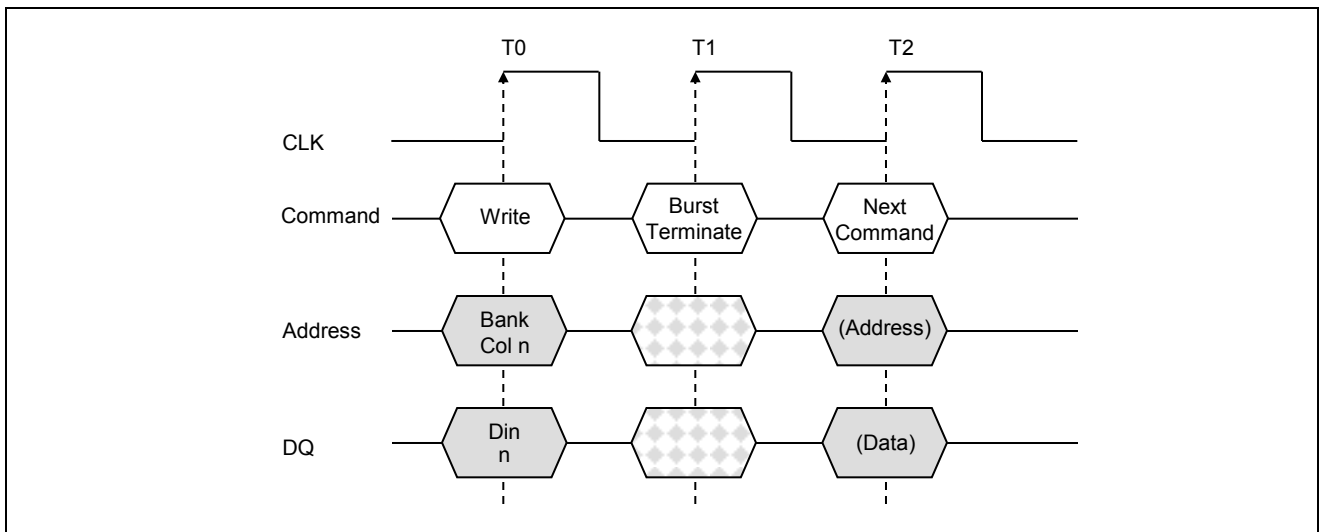 T0 T1 T2
CLK
Command Write Burst Terminate Next Command
Address Bank Col n (Address)
DQ Din n (Data)